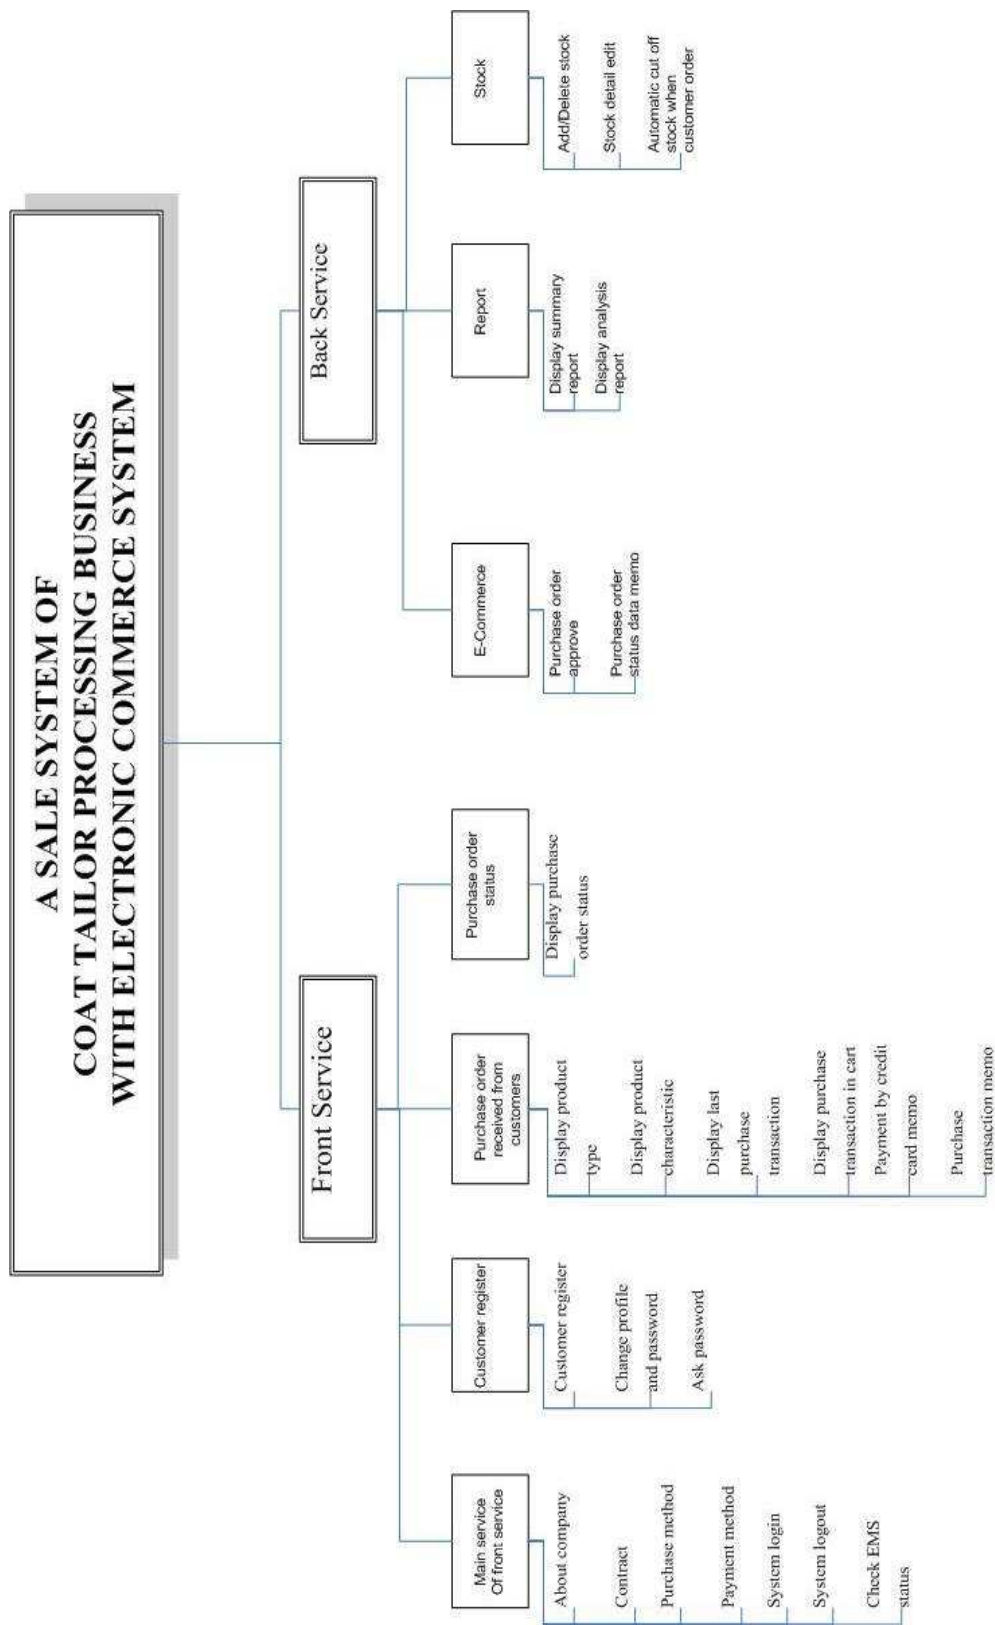 A SALE SYSTEM OF
COAT TAILOR PROCESSING BUSINESS
WITH ELECTRONIC COMMERCE SYSTEM
Front Service
Back Service
Main service
Of front service
About company
Contract
Purchase method
Payment method
System login
System logout
Check EMS
status
Customer register
Customer register
Change profile
and password
Ask password
Purchase order
received from
customers
Display product
type
Display product
characteristic
Display last
purchase
transaction
Display purchase
transaction in cart
Payment by credit
card memo
Purchase
transaction memo
Purchase order
status
Display purchase
order status
E-Commerce
Purchase order
approve
Purchase order
status data memo
Report
Display summary
report
Display analysis
report
Stock
Add/Delete stock
Stock detail edit
Automatic cut off
stock when
customer order